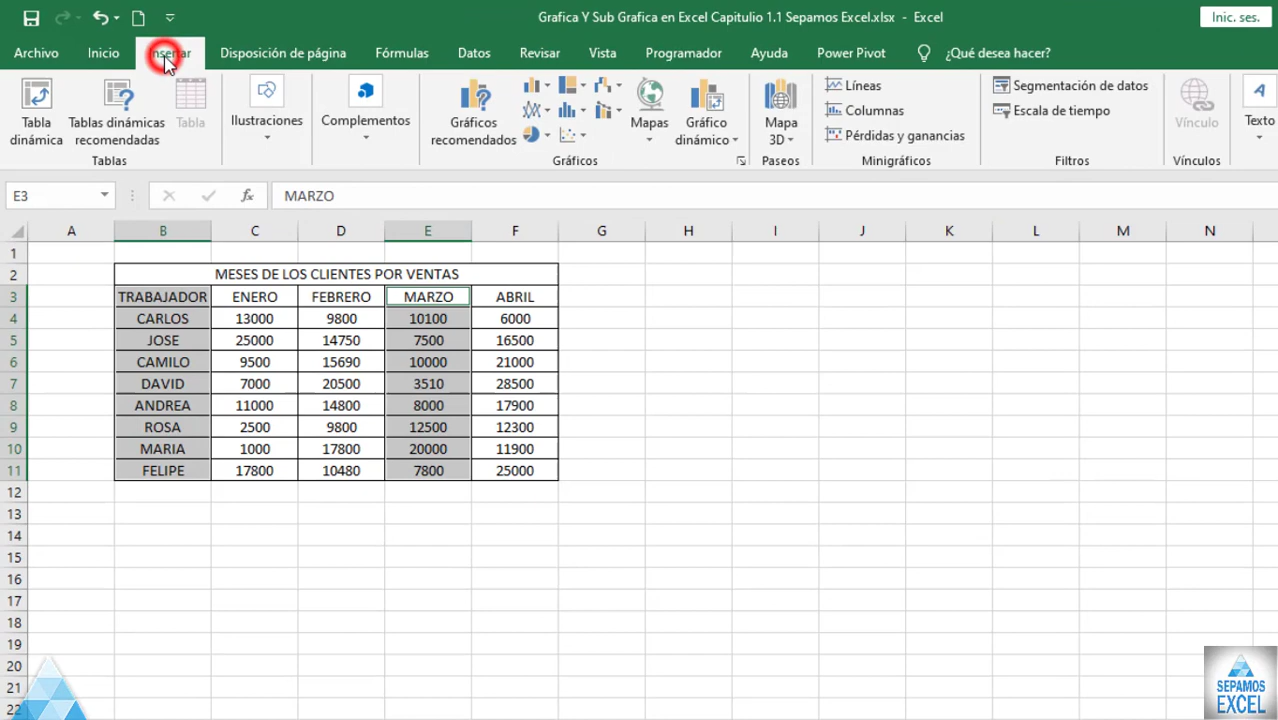 Grafica Y Sub Grafica en Excel Capitulio 1.1 Sepamos Excel.xlsx - Excel
Inic. ses.
Archivo Inicio Insertar Disposición de página Fórmulas Datos Revisar Vista Programador Ayuda Power Pivot ¿Qué desea hacer?
Tabla dinámica
Tablas dinámicas recomendadas
Tabla
Tablas
Ilustraciones
Complementos
Gráficos recomendados
Mapas
Gráfico dinámico
Gráficos
Mapa 3D
Paseos
Líneas
Columnas
Pérdidas y ganancias
Minigráficos
Segmentación de datos
Escala de tiempo
Filtros
Vínculo
Vínculos
A
Texto
E3 fx MARZO
A B C D E F G H I J K L M N
1
2 MESES DE LOS CLIENTES POR VENTAS
3 TRABAJADOR ENERO FEBRERO MARZO ABRIL
4 CARLOS 13000 9800 10100 6000
5 JOSE 25000 14750 7500 16500
6 CAMILO 9500 15690 10000 21000
7 DAVID 7000 20500 3510 28500
8 ANDREA 11000 14800 8000 17900
9 ROSA 2500 9800 12500 12300
10 MARIA 1000 17800 20000 11900
11 FELIPE 17800 10480 7800 25000
12
13
14
15
16
17
18
19
20
21
22
SEPAMOS
EXCEL